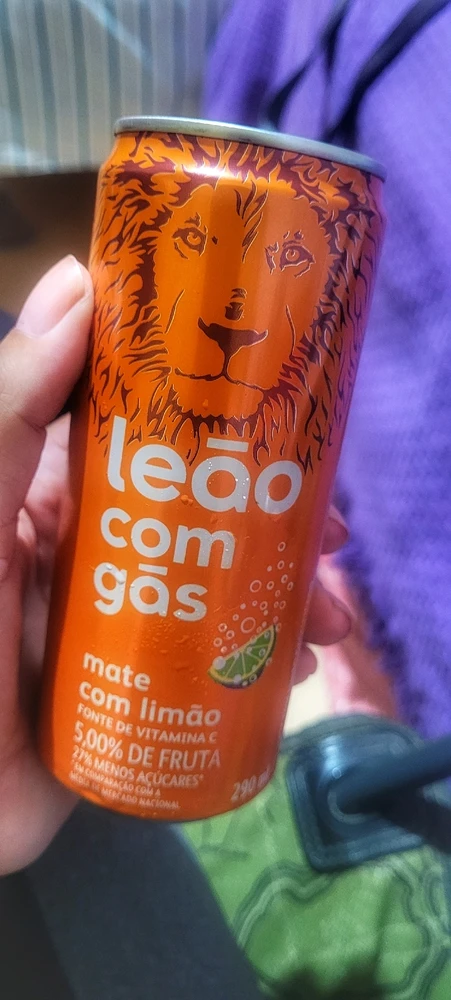 leão
com
gás
mate
com limão
FONTE DE VITAMINA C
5,00% DE FRUTA
27% MENOS AÇÚCARES*
*EM COMPARAÇÃO COM A
MÉDIA DO MERCADO NACIONAL
290 ml